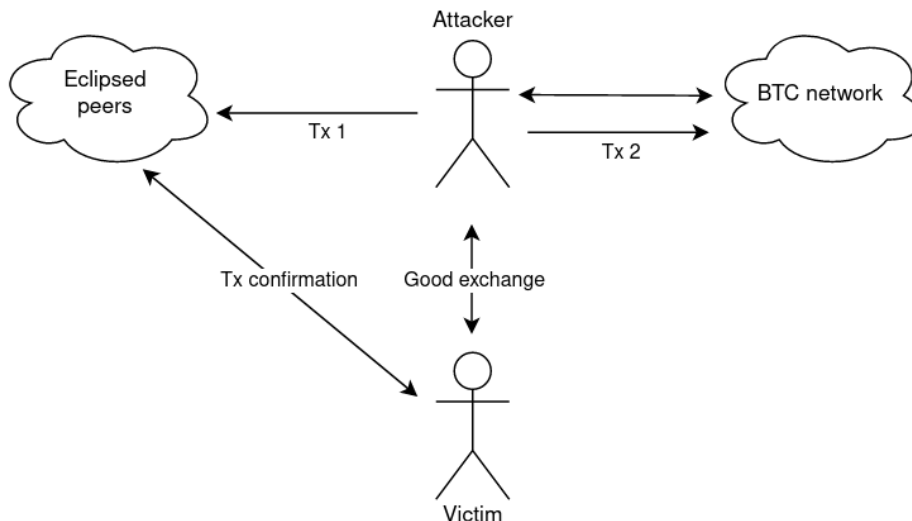 Attacker
Eclipsed
peers
BTC network
Tx 1
Tx 2
Tx confirmation
Good exchange
Victim